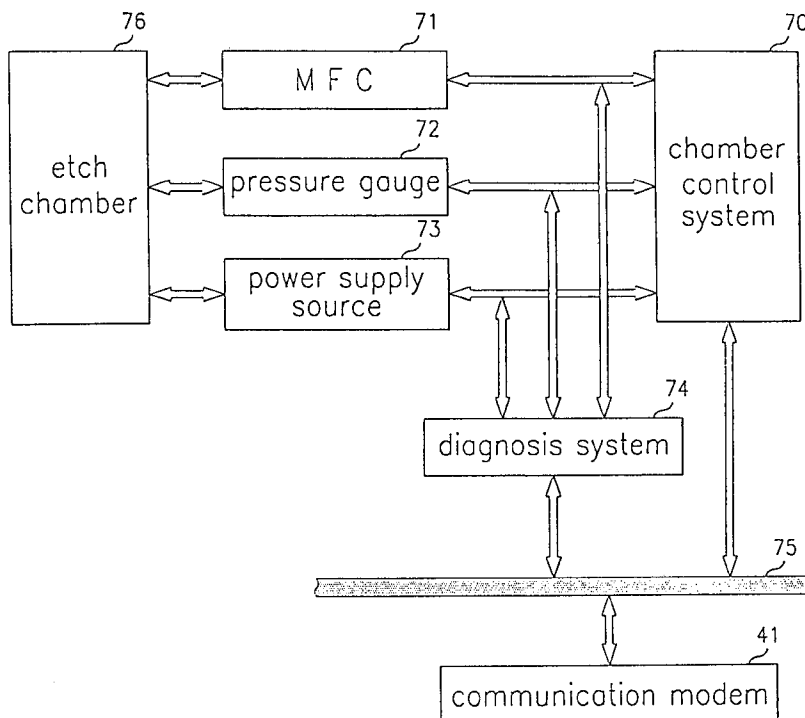 76
71
70
M F C
72
etch
chamber
pressure gauge
chamber
control
system
73
power supply
source
74
diagnosis system
75
41
communication modem